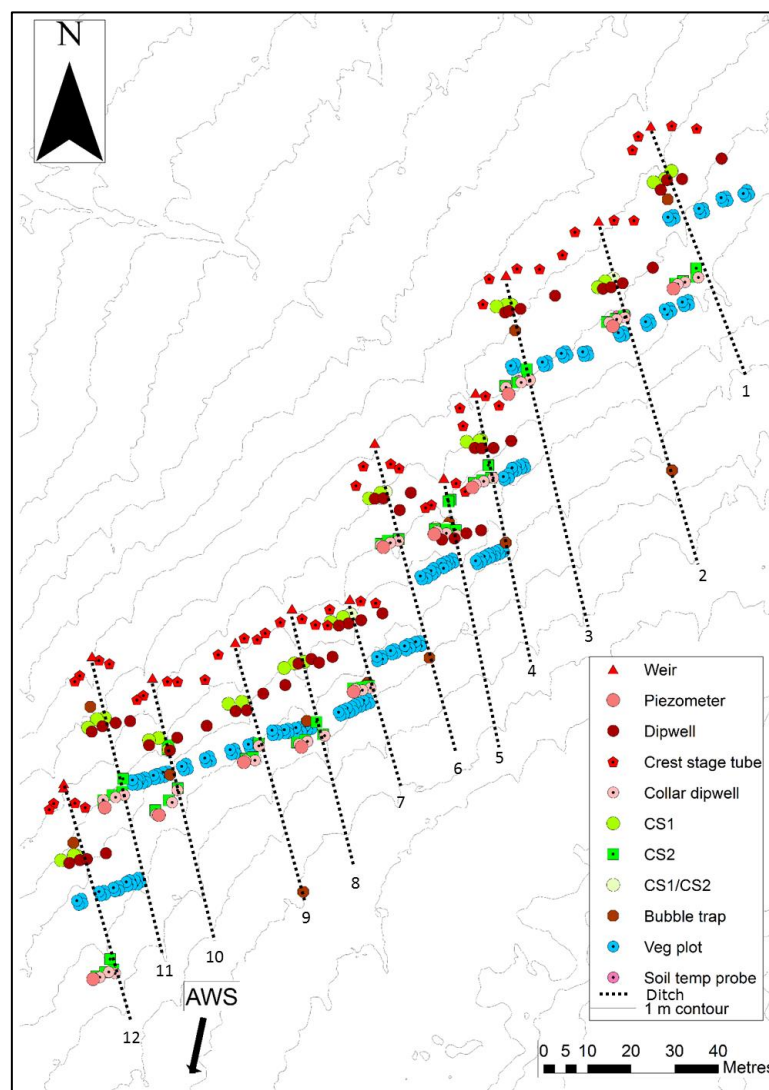 N
1
2
3
4
5
6
7
8
9
10
11
12
AWS
Weir
Piezometer
Dipwell
Crest stage tube
Collar dipwell
CS1
CS2
CS1/CS2
Bubble trap
Veg plot
Soil temp probe
Ditch
1 m contour
0 5 10 20 30 40
Metres